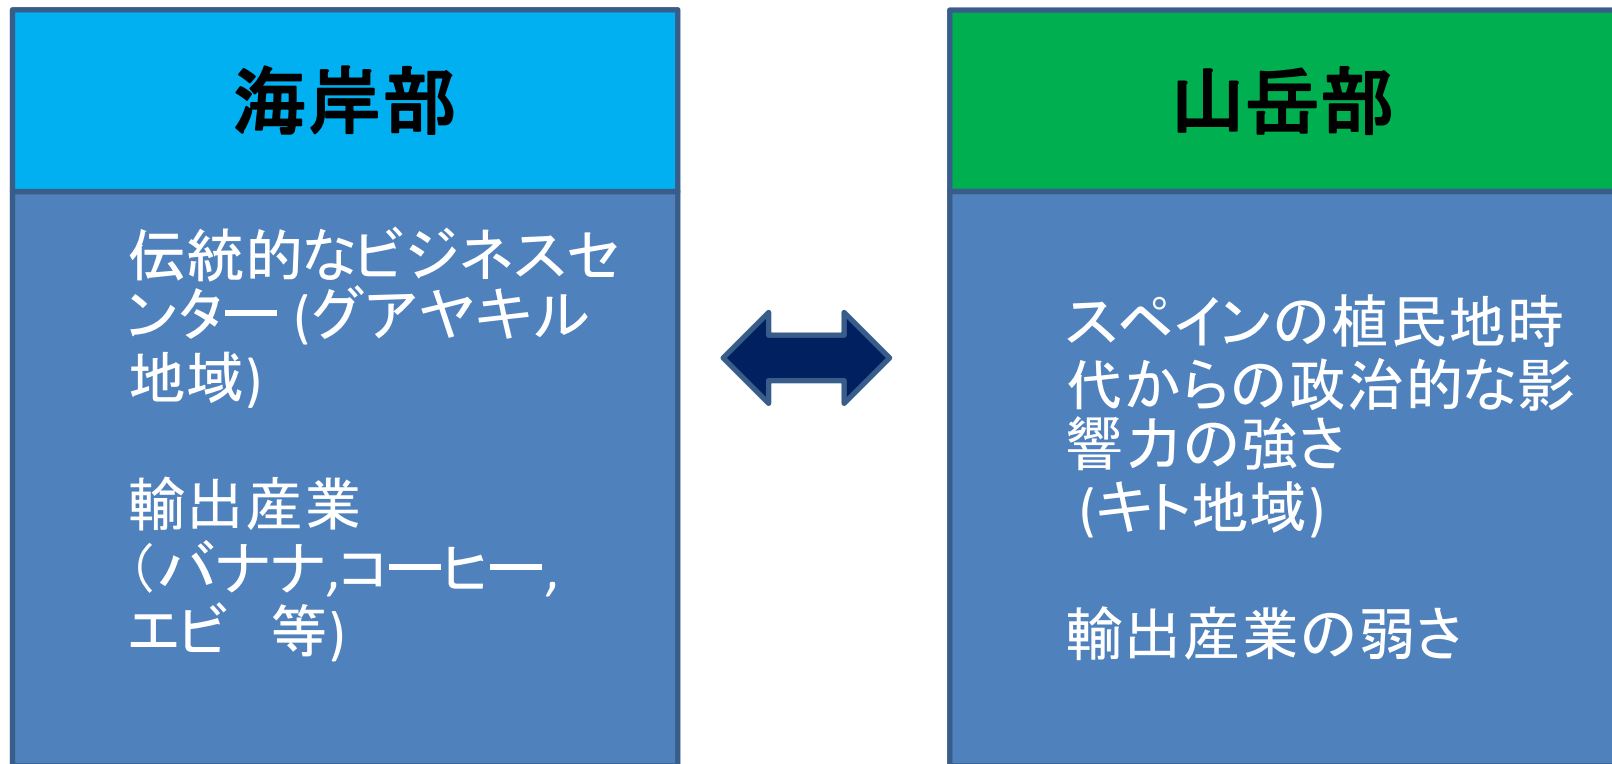 海岸部
伝統的なビジネスセ
ンター (グアヤキル
地域)
輸出産業
（バナナ,コーヒー,
エビ　等)
山岳部
スペインの植民地時
代からの政治的な影
響力の強さ
(キト地域)
輸出産業の弱さ